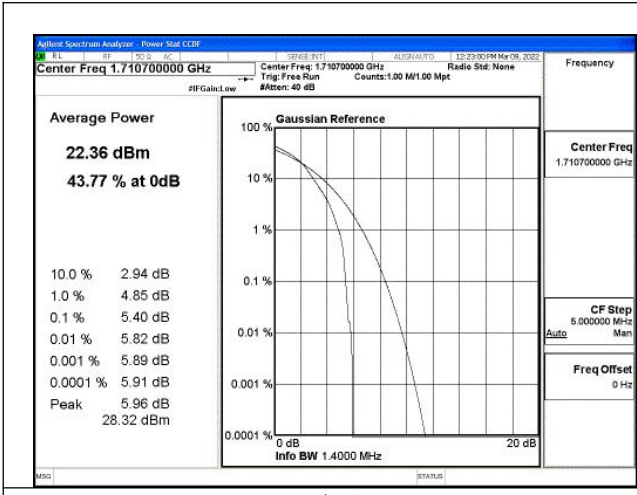 Agilent Spectrum Analyzer - Power Stat CCDF
RL RF 50 Ω AC SENSE:INT ALIGNAUTO 12:23:00 PM Mar 09, 2022
Center Freq 1.710700000 GHz
Center Freq: 1.710700000 GHz Radio Std: None
Trig: Free Run Counts:1.00 M/1.00 Mpt
#IFGain:Low #Atten: 40 dB
Frequency
Average Power
22.36 dBm
43.77 % at 0dB
10.0 % 2.94 dB
1.0 % 4.85 dB
0.1 % 5.40 dB
0.01 % 5.82 dB
0.001 % 5.89 dB
0.0001 % 5.91 dB
Peak 5.96 dB
28.32 dBm
Gaussian Reference
100 %
10 %
1 %
0.1 %
0.01 %
0.001 %
0.0001 %
0 dB 20 dB
Info BW 1.4000 MHz
Center Freq
1.710700000 GHz
CF Step
5.000000 MHz
Auto Man
Freq Offset
0 Hz
MSG STATUS